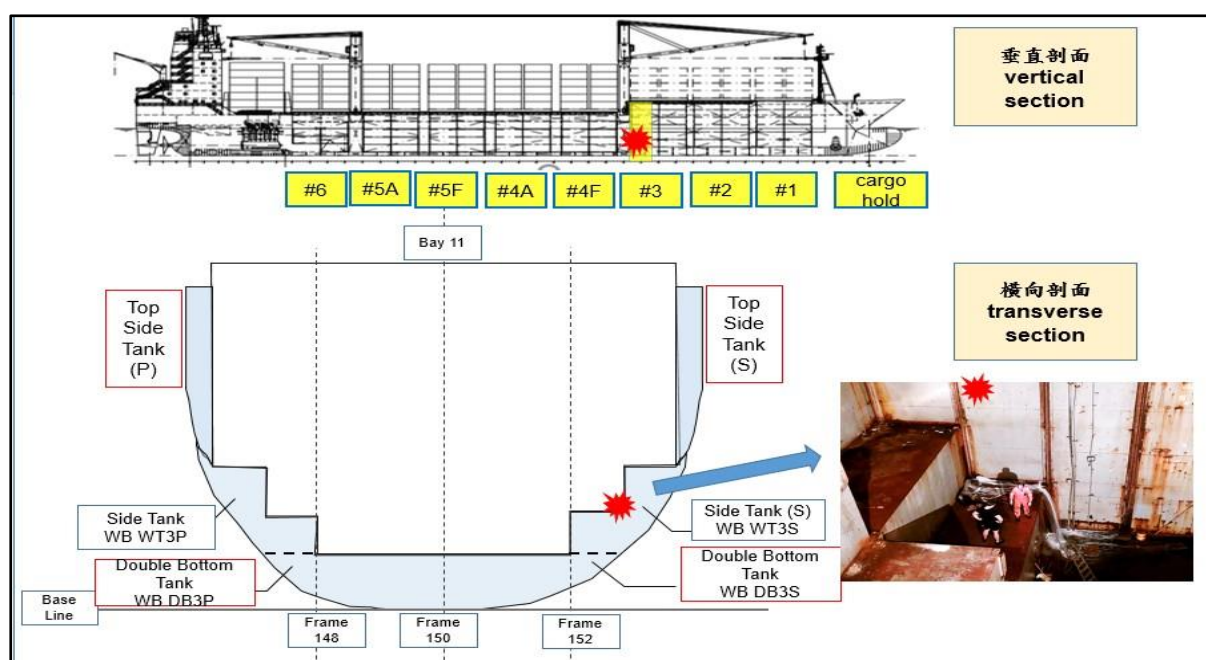 垂直剖面
vertical
section
#6
#5A
#5F
#4A
#4F
#3
#2
#1
cargo
hold
Bay 11
橫向剖面
transverse
section
Top
Side
Tank
(P)
Top
Side
Tank
(S)
Side Tank
WB WT3P
Side Tank (S)
WB WT3S
Double Bottom
Tank
WB DB3P
Double Bottom
Tank
WB DB3S
Base
Line
Frame
148
Frame
150
Frame
152